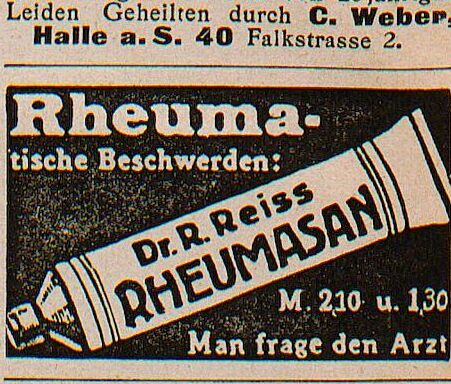 Leiden Geheilten durch C. Weber,
Halle a. S. 40 Falkstrasse 2.
Rheuma-
tische Beschwerden:
Dr. R. Reiss
RHEUMASAN
M. 2,10 u. 1,30
Man frage den Arzt